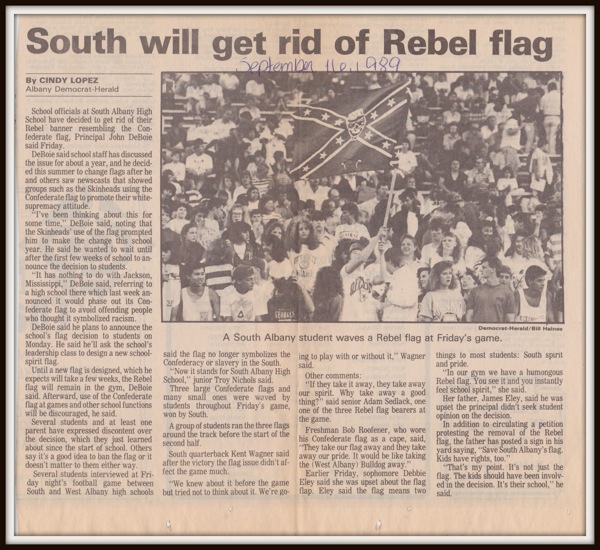 South will get rid of Rebel flag
September 16, 1989
By CINDY LOPEZ
Albany Democrat-Herald
School officials at South Albany High
School have decided to get rid of their
Rebel banner resembling the Con-
federate flag, Principal John DeBoie
said Friday.
DeBoie said school staff has discussed
the issue for about a year, and he decid-
ed this summer to change flags after he
and others saw newscasts that showed
groups such as the Skinheads using the
Confederate flag to promote their white-
supremacy attitude.
"I've been thinking about this for
some time," DeBoie said, noting that
the Skinheads' use of the flag prompted
him to make the change this school
year. He said he wanted to wait until
after the first few weeks of school to an-
nounce the decision to students.
"It has nothing to do with Jackson,
Mississippi," DeBoie said, referring to
a high school there which last week an-
nounced it would phase out its Con-
federate flag to avoid offending people
who thought it symbolized racism.
DeBoie said he plans to announce the
school's flag decision to students on
Monday. He said he'll ask the school's
leadership class to design a new school-
spirit flag.
Until a new flag is designed, which he
expects will take a few weeks, the Rebel
flag will remain in the gym, DeBoie
said. Afterward, use of the Confederate
flag at games and other school functions
will be discouraged, he said.
Several students and at least one
parent have expressed discontent over
the decision, which they just learned
about since the start of school. Others
say it's a good idea to ban the flag or it
doesn't matter to them either way.
Several students interviewed at Fri-
day night's football game between
South and West Albany high schools
Democrat-Herald/Bill Haines
A South Albany student waves a Rebel flag at Friday's game.
said the flag no longer symbolizes the
Confederacy or slavery in the South.
"Now it stands for South Albany High
School," junior Troy Nichols said.
Three large Confederate flags and
many small ones were waved by
students throughout Friday's game,
won by South.
A group of students ran the three flags
around the track before the start of the
second half.
South quarterback Kent Wagner said
after the victory the flag issue didn't af-
fect the game much.
"We knew about it before the game
but tried not to think about it. We're go-
ing to play with or without it," Wagner
said.
Other comments:
"If they take it away, they take away
our spirit. Why take away a good
thing?" said senior Adam Sedlack, one
one of the three Rebel flag bearers at
the game.
Freshman Bob Roofener, who wore
his Confederate flag as a cape, said,
"They take our flag away and they take
away our pride. It would be like taking
the (West Albany) Bulldog away."
Earlier Friday, sophomore Debbie
Eley said she was upset about the flag
flap. Eley said the flag means two
things to most students: South spirit
and pride.
"In our gym we have a humongous
Rebel flag. You see it and you instantly
feel school spirit," she said.
Her father, James Eley, said he was
upset the principal didn't seek student
opinion on the decision.
In addition to circulating a petition
protesting the removal of the Rebel
flag, the father has posted a sign in his
yard saying, "Save South Albany's flag.
Kids have rights, too."
"That's my point. It's not just the
flag. The kids should have been involv-
ed in the decision. It's their school," he
said.